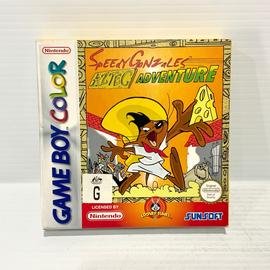 Nintendo
GAME BOY COLOR
SPEEDY GONZALES
AZTEC ADVENTURE
G
LICENSED BY
Nintendo
LOONEY TUNES
SUNSOFT